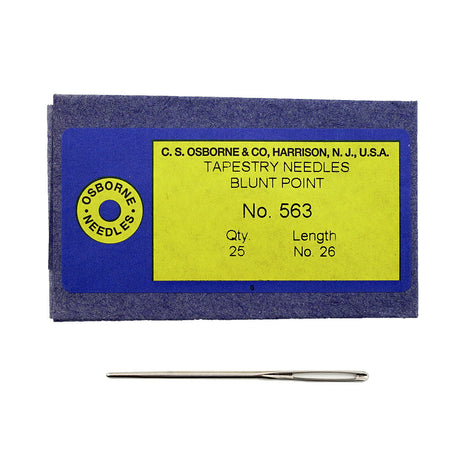 C. S. OSBORNE & CO, HARRISON, N. J., U.S.A.
TAPESTRY NEEDLES
BLUNT POINT
OSBORNE
• NEEDLES •
No. 563
Qty. Length
25 No. 26